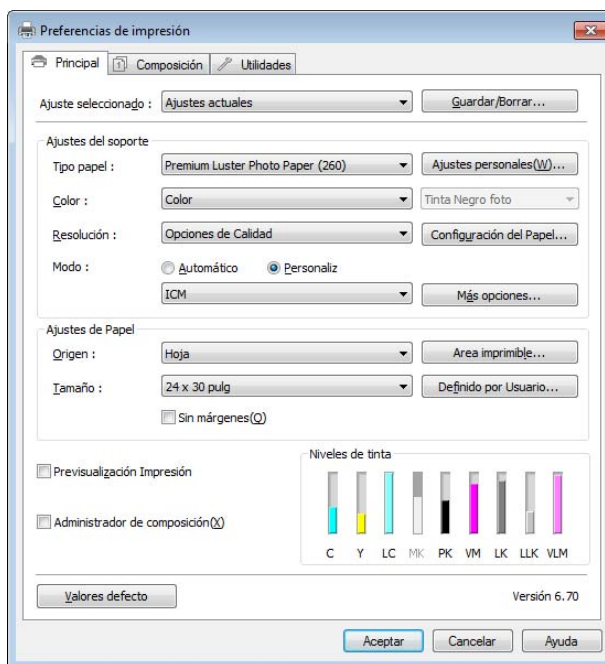 Preferencias de impresión
Principal Composición Utilidades
Ajuste seleccionado : Ajustes actuales Guardar/Borrar...
Ajustes del soporte
Tipo papel : Premium Luster Photo Paper (260) Ajustes personales(W)...
Color : Color Tinta Negro foto
Resolución : Opciones de Calidad Configuración del Papel...
Modo : Automático Personaliz
ICM Más opciones...
Ajustes de Papel
Origen : Hoja Area imprimible...
Tamaño : 24 x 30 pulg Definido por Usuario...
Sin márgenes(O)
Previsualización Impresión
Administrador de composición(X)
Niveles de tinta
C Y LC MK PK VM LK LLK VLM
Valores defecto Versión 6.70
Aceptar Cancelar Ayuda